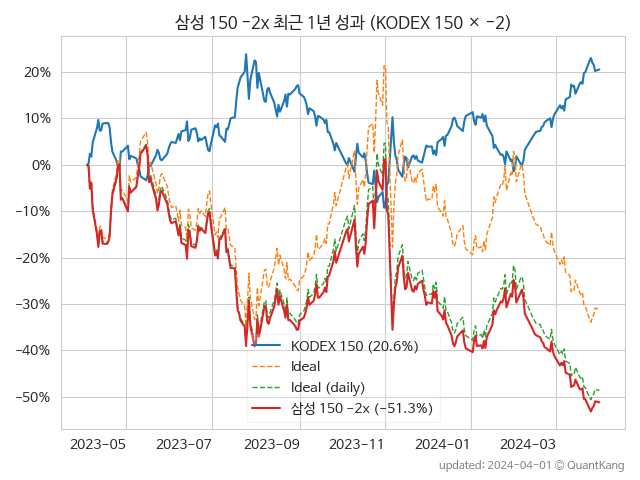 삼성 150 −2x 최근 1년 성과 (KODEX 150 × −2)
20%
10%
0%
−10%
−20%
−30%
−40%
−50%
KODEX 150 (20.6%)
Ideal
Ideal (daily)
삼성 150 −2x (−51.3%)
2023−05
2023−07
2023−09
2023−11
2024−01
2024−03
updated: 2024−04−01 © QuantKang